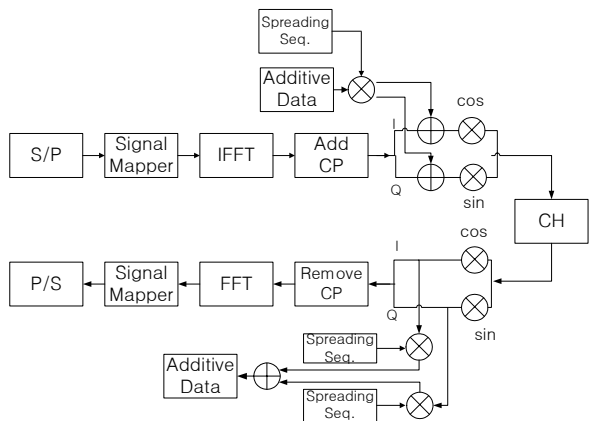 Spreading
Seq.
Additive
Data
cos
I
S/P
Signal
Mapper
IFFT
Add
CP
Q
sin
CH
cos
I
P/S
Signal
Mapper
FFT
Remove
CP
Q
sin
Spreading
Seq.
Additive
Data
Spreading
Seq.